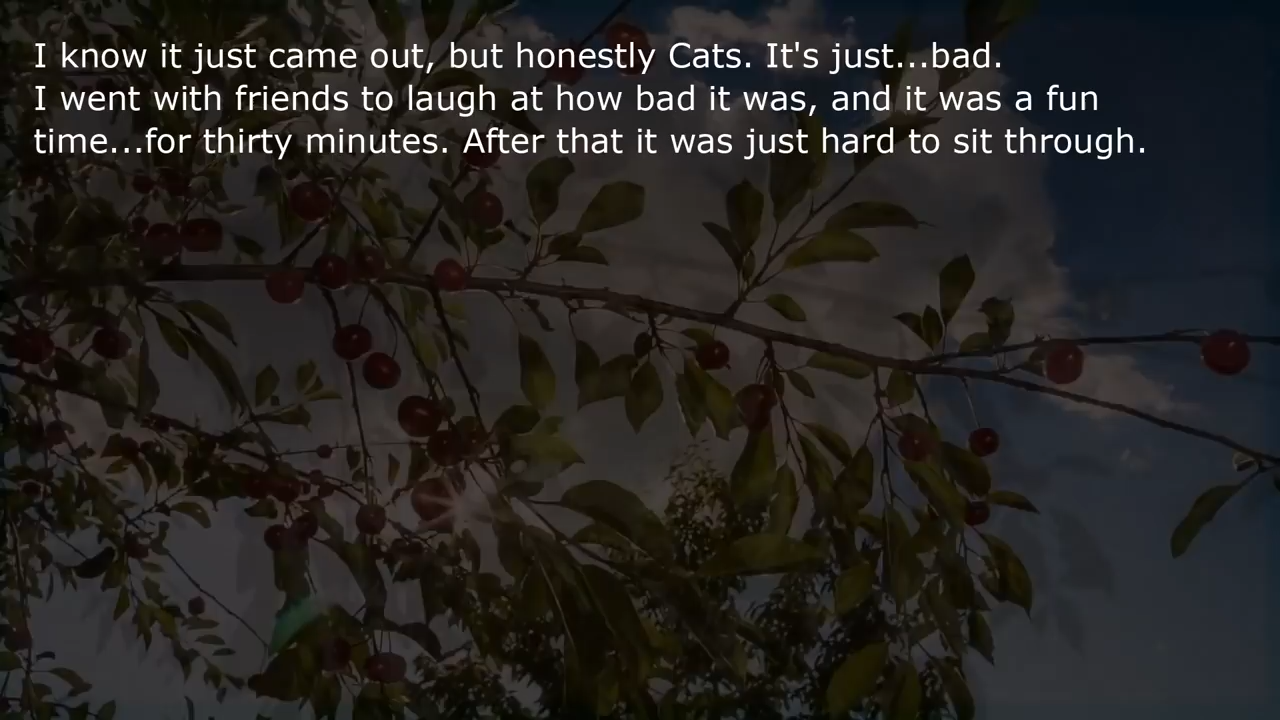 I know it just came out, but honestly Cats. It's just...bad.
I went with friends to laugh at how bad it was, and it was a fun
time...for thirty minutes. After that it was just hard to sit through.